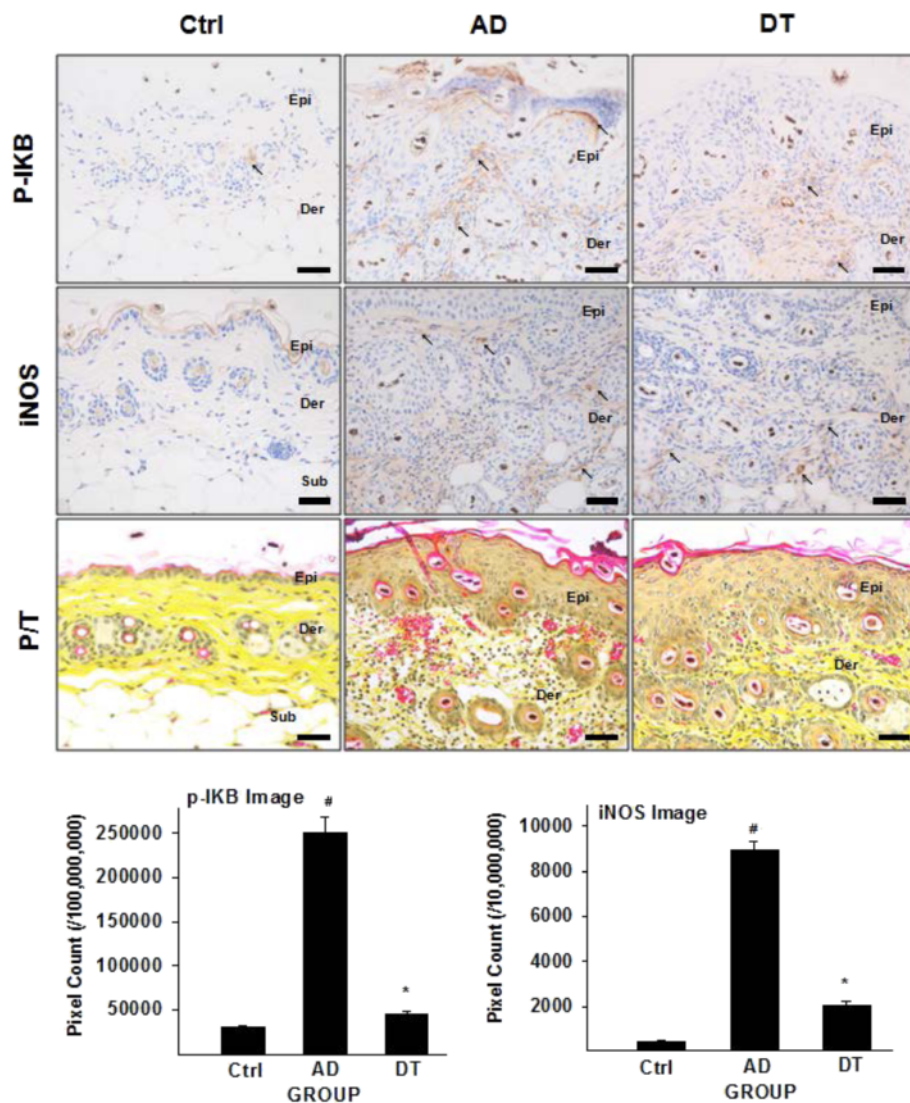 Ctrl AD DT
P-IKB
Epi Epi Epi
Der Der Der
iNOS
Epi Epi Epi
Der Der Der
Sub
P/T
Epi Epi Epi
Der Der Der
Sub
p-IKB Image
Pixel Count (/100,000,000)
250000
200000
150000
100000
50000
#
*
Ctrl AD DT
GROUP
iNOS Image
Pixel Count (/10,000,000)
10000
8000
6000
4000
2000
#
*
Ctrl AD DT
GROUP